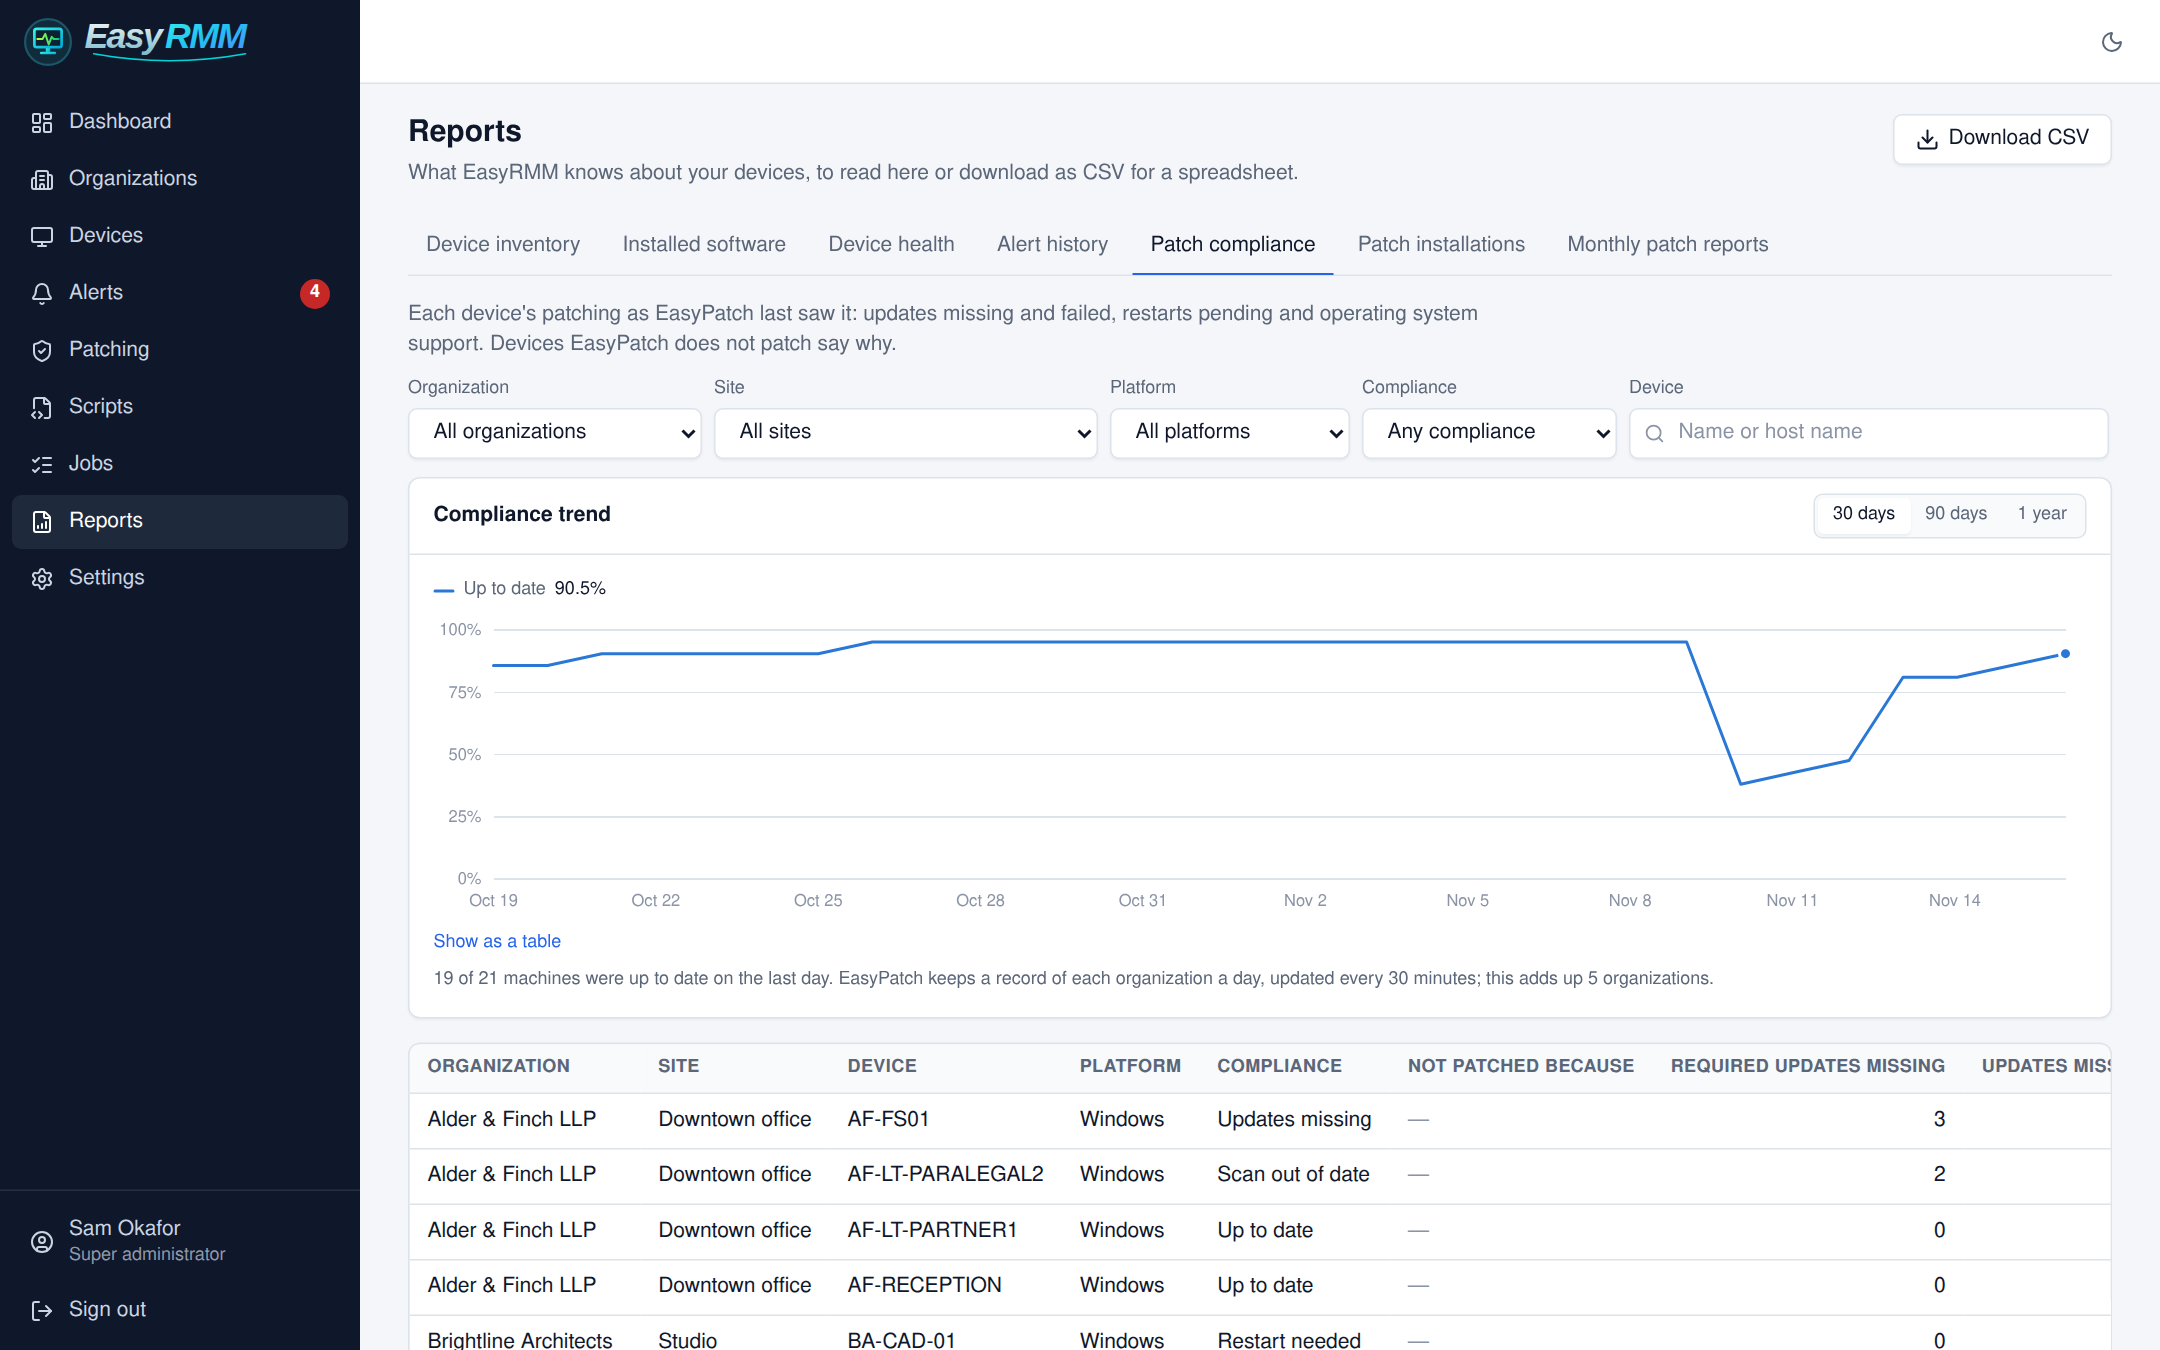 EasyRMM
Dashboard
Organizations
Devices
Alerts 4
Patching
Scripts
Jobs
Reports
Settings
Sam Okafor
Super administrator
Sign out
Reports
Download CSV
What EasyRMM knows about your devices, to read here or download as CSV for a spreadsheet.
Device inventory Installed software Device health Alert history Patch compliance Patch installations Monthly patch reports
Each device's patching as EasyPatch last saw it: updates missing and failed, restarts pending and operating system
support. Devices EasyPatch does not patch say why.
Organization Site Platform Compliance Device
All organizations All sites All platforms Any compliance Name or host name
Compliance trend 30 days 90 days 1 year
Up to date 90.5%
100%
75%
50%
25%
0%
Oct 19 Oct 22 Oct 25 Oct 28 Oct 31 Nov 2 Nov 5 Nov 8 Nov 11 Nov 14
Show as a table
19 of 21 machines were up to date on the last day. EasyPatch keeps a record of each organization a day, updated every 30 minutes; this adds up 5 organizations.
ORGANIZATION SITE DEVICE PLATFORM COMPLIANCE NOT PATCHED BECAUSE REQUIRED UPDATES MISSING UPDATES MISS
Alder & Finch LLP Downtown office AF-FS01 Windows Updates missing — 3
Alder & Finch LLP Downtown office AF-LT-PARALEGAL2 Windows Scan out of date — 2
Alder & Finch LLP Downtown office AF-LT-PARTNER1 Windows Up to date — 0
Alder & Finch LLP Downtown office AF-RECEPTION Windows Up to date — 0
Brightline Architects Studio BA-CAD-01 Windows Restart needed — 0